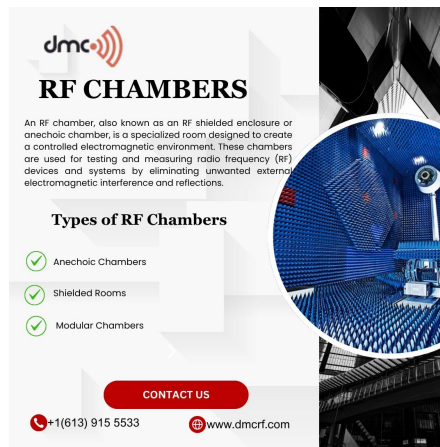 dmc
RF CHAMBERS
An RF chamber, also known as an RF shielded enclosure or
anechoic chamber, is a specialized room designed to create
a controlled electromagnetic environment. These chambers
are used for testing and measuring radio frequency (RF)
devices and systems by eliminating unwanted external
electromagnetic interference and reflections.
Types of RF Chambers
Anechoic Chambers
Shielded Rooms
Modular Chambers
CONTACT US
+1(613) 915 5533
www.dmcrf.com